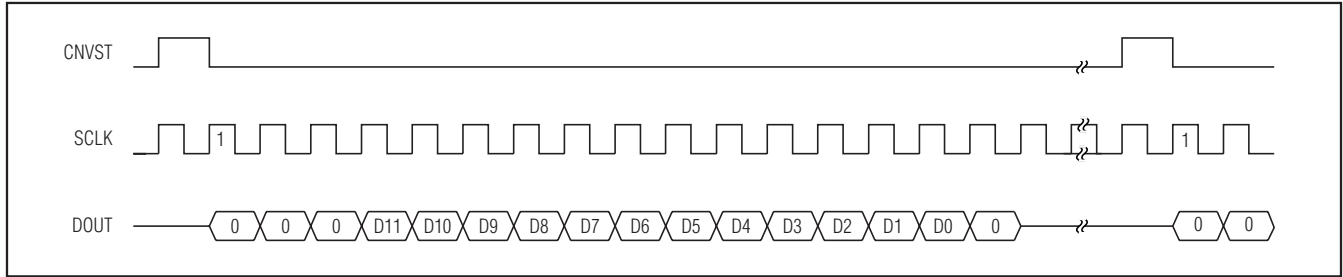 CNVST
SCLK 1 1
DOUT 0 0 0 D11 D10 D9 D8 D7 D6 D5 D4 D3 D2 D1 D0 0 0 0